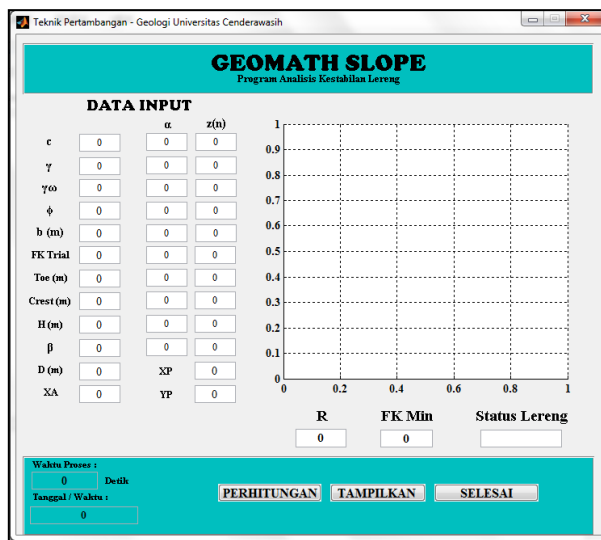 Teknik Pertambangan - Geologi Universitas Cenderawasih
GEOMATH SLOPE
Program Analisis Kestabilan Lereng
DATA INPUT
α z(n)
c 0 0 0
γ 0 0 0
γω 0 0 0
ϕ 0 0 0
b (m) 0 0 0
FK Trial 0 0 0
Toe (m) 0 0 0
Crest (m) 0 0 0
H (m) 0 0 0
β 0 0 0
D (m) 0 XP 0
XA 0 YP 0
1
0.9
0.8
0.7
0.6
0.5
0.4
0.3
0.2
0.1
0
0 0.2 0.4 0.6 0.8 1
R FK Min Status Lereng
0 0
Waktu Proses :
0 Detik
Tanggal / Waktu :
0
PERHITUNGAN TAMPILKAN SELESAI